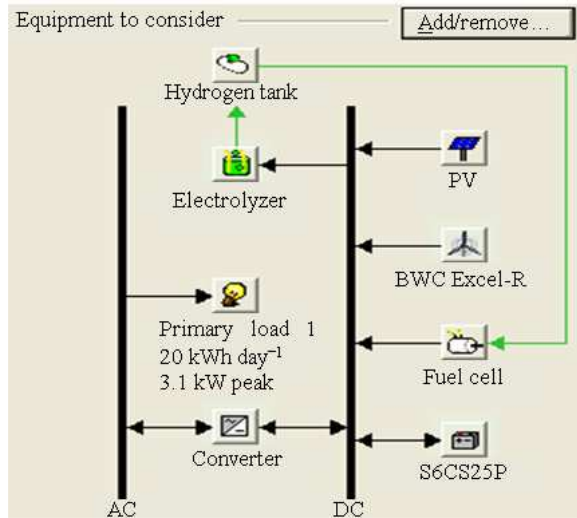 Equipment to consider
Add/remove...
Hydrogen tank
Electrolyzer
PV
BWC Excel-R
Primary load 1
20 kWh day⁻¹
3.1 kW peak
Fuel cell
Converter
S6CS25P
AC
DC